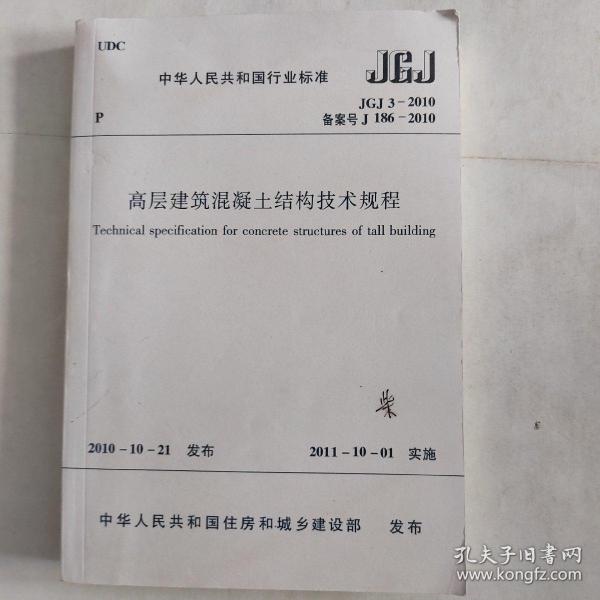 UDC
JGJ
中华人民共和国行业标准
JGJ 3-2010
P
备案号 J 186-2010
高层建筑混凝土结构技术规程
Technical specification for concrete structures of tall building
柴
2010-10-21 发布
2011-10-01 实施
中华人民共和国住房和城乡建设部 发布
孔夫子旧书网
www.kongfz.com